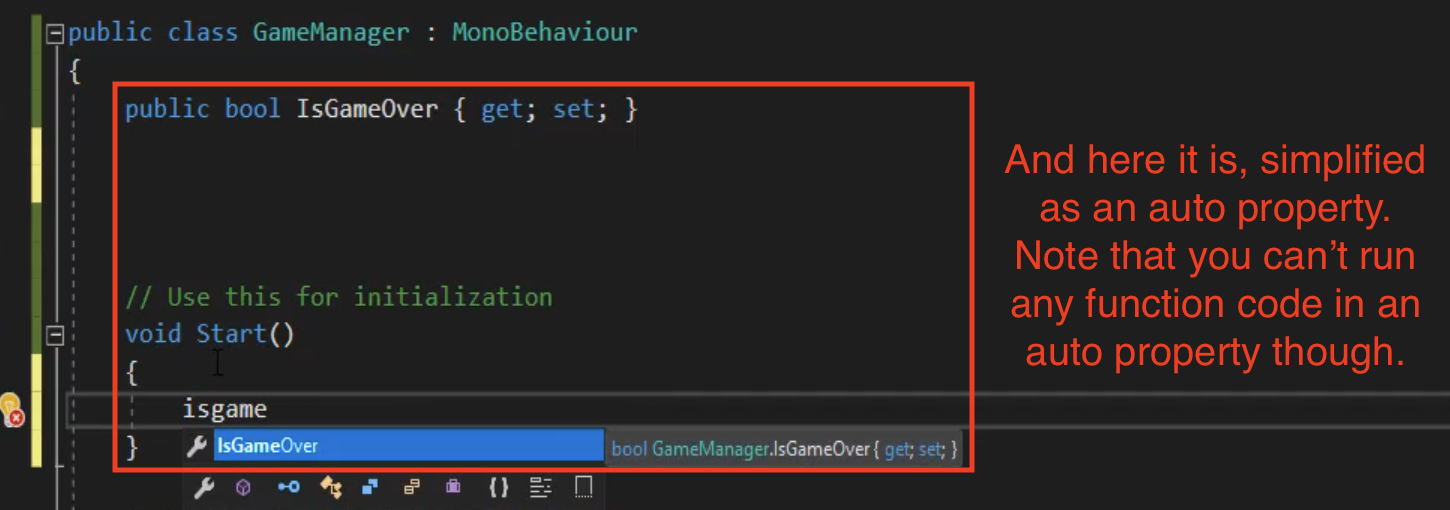 public class GameManager : MonoBehaviour
{
public bool IsGameOver { get; set; }
// Use this for initialization
void Start()
{
isgame
IsGameOver
bool GameManager.IsGameOver { get; set; }
}
{}
And here it is, simplified
as an auto property.
Note that you can’t run
any function code in an
auto property though.